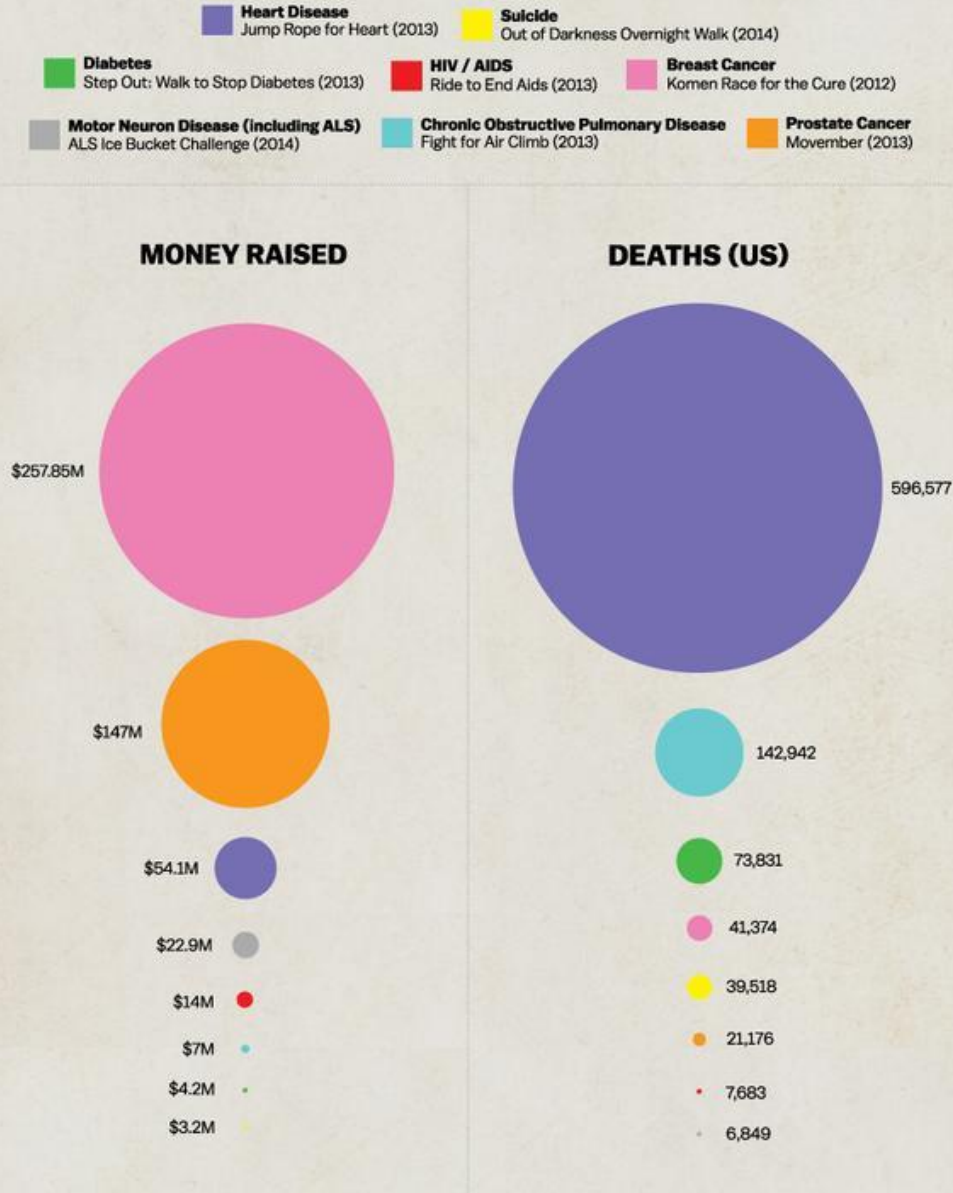 Heart Disease
Jump Rope for Heart (2013)
Suicide
Out of Darkness Overnight Walk (2014)
Diabetes
Step Out: Walk to Stop Diabetes (2013)
HIV / AIDS
Ride to End Aids (2013)
Breast Cancer
Komen Race for the Cure (2012)
Motor Neuron Disease (including ALS)
ALS Ice Bucket Challenge (2014)
Chronic Obstructive Pulmonary Disease
Fight for Air Climb (2013)
Prostate Cancer
Movember (2013)
MONEY RAISED
$257.85M
$147M
$54.1M
$22.9M
$14M
$7M
$4.2M
$3.2M
DEATHS (US)
596,577
142,942
73,831
41,374
39,518
21,176
7,683
6,849